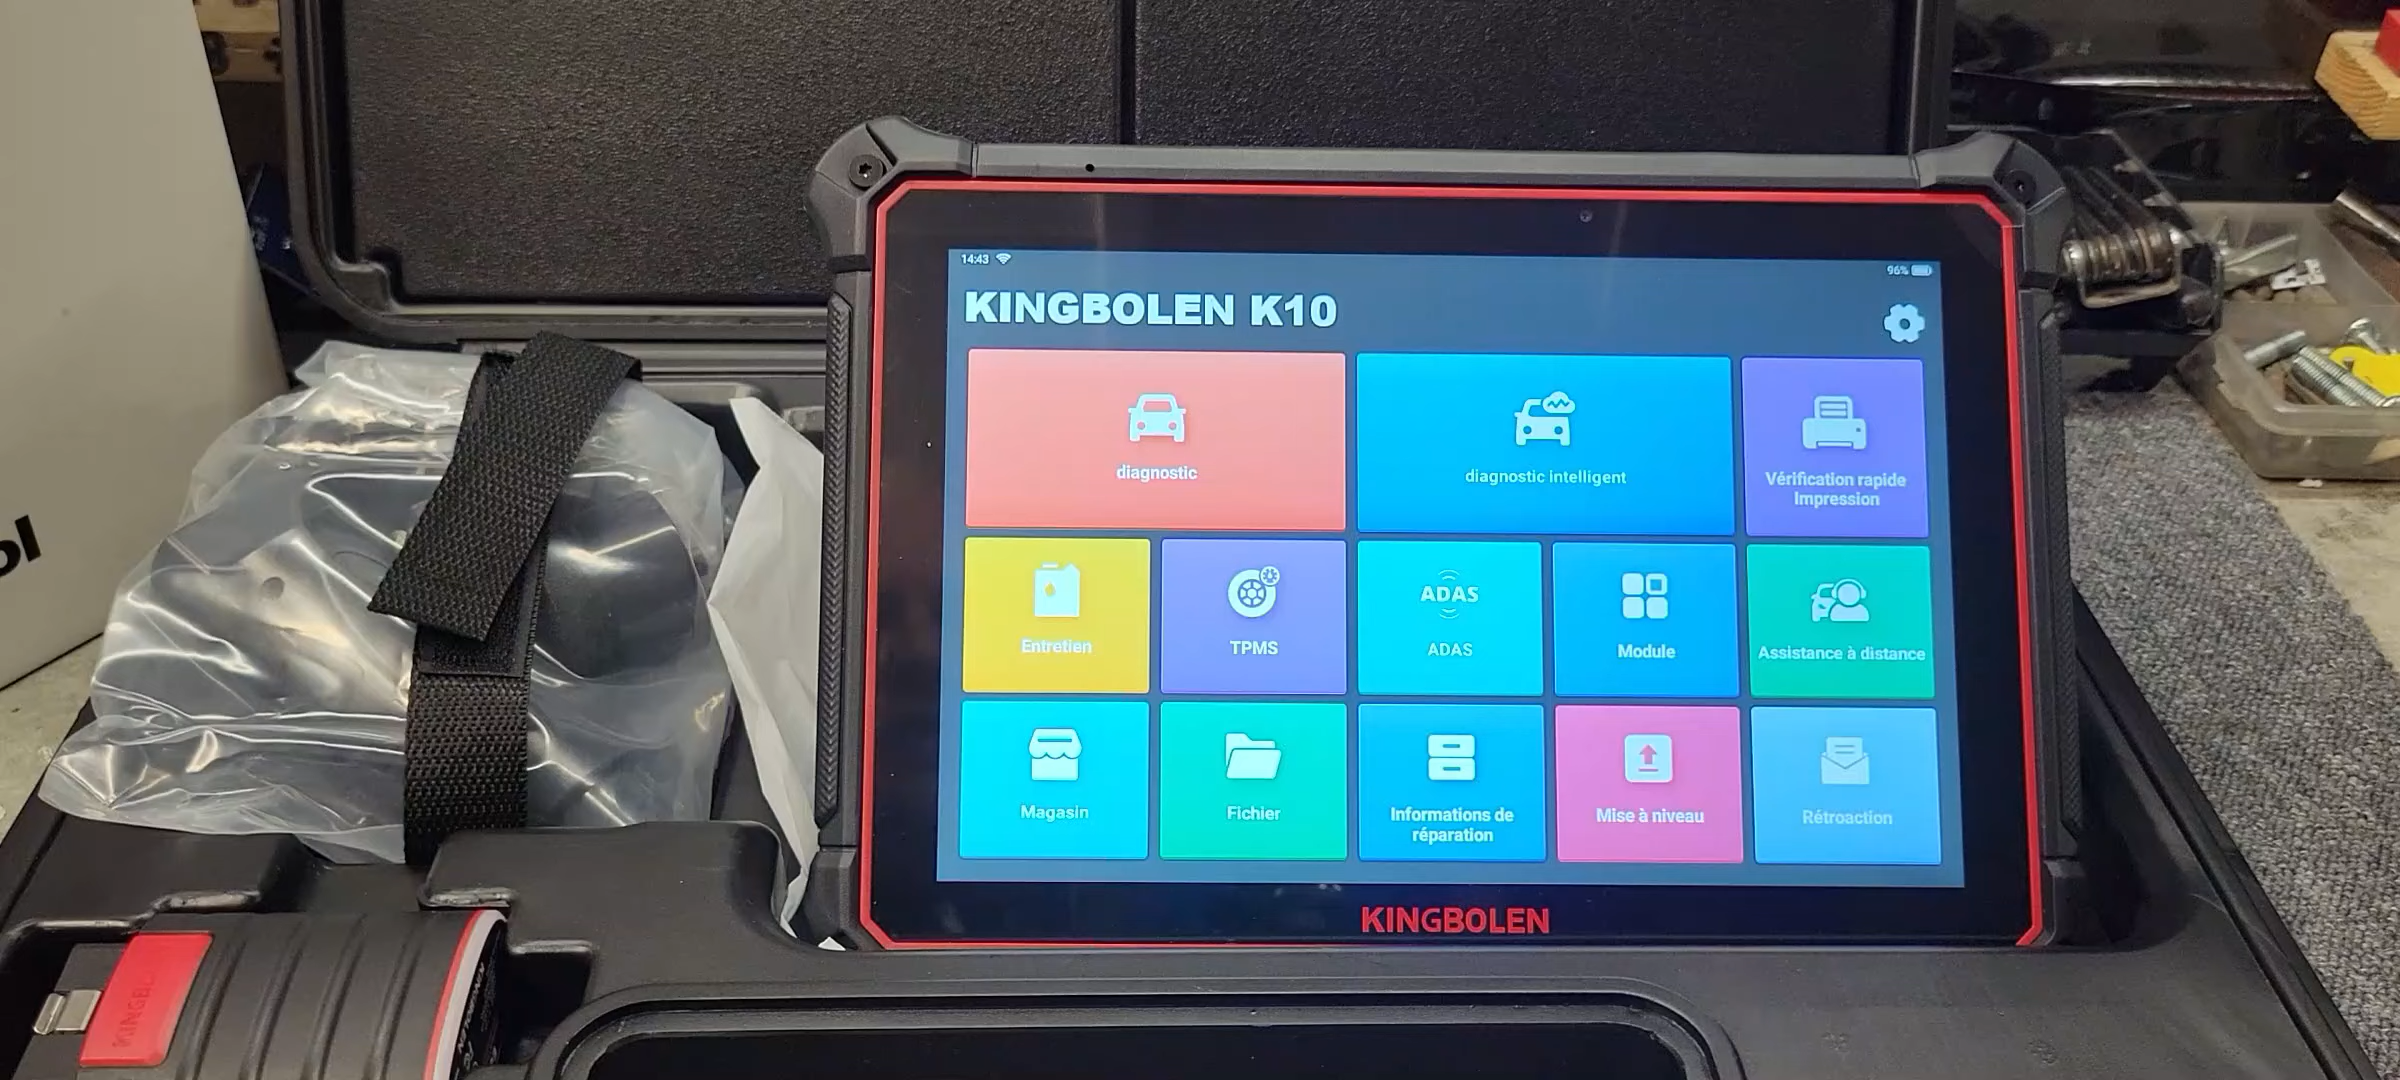 14:43
96%
KINGBOLEN K10
diagnostic
diagnostic intelligent
Vérification rapide
Impression
Entretien
TPMS
ADAS
ADAS
Module
Assistance à distance
Magasin
Fichier
Informations de
réparation
Mise à niveau
Rétroaction
KINGBOLEN
ol